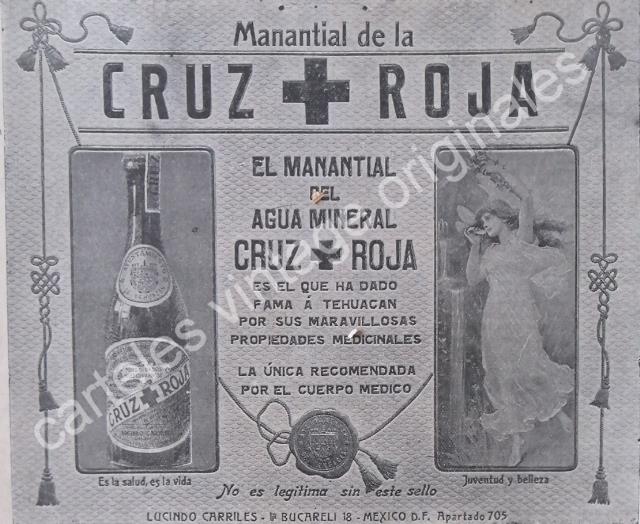 Manantial de la
CRUZ ROJA
EL MANANTIAL
DEL
AGUA MINERAL
CRUZ ROJA
ES EL QUE HA DADO
FAMA Á TEHUACAN
POR SUS MARAVILLOSAS
PROPIEDADES MEDICINALES
LA ÚNICA RECOMENDADA
POR EL CUERPO MEDICO
CRUZ ROJA
Es la salud, es la vida
Juventud y belleza
No es legitima sin este sello
LUCINDO CARRILES - 1ª BUCARELI 18 - MEXICO D.F. Apartado 705
carteles vintage originales